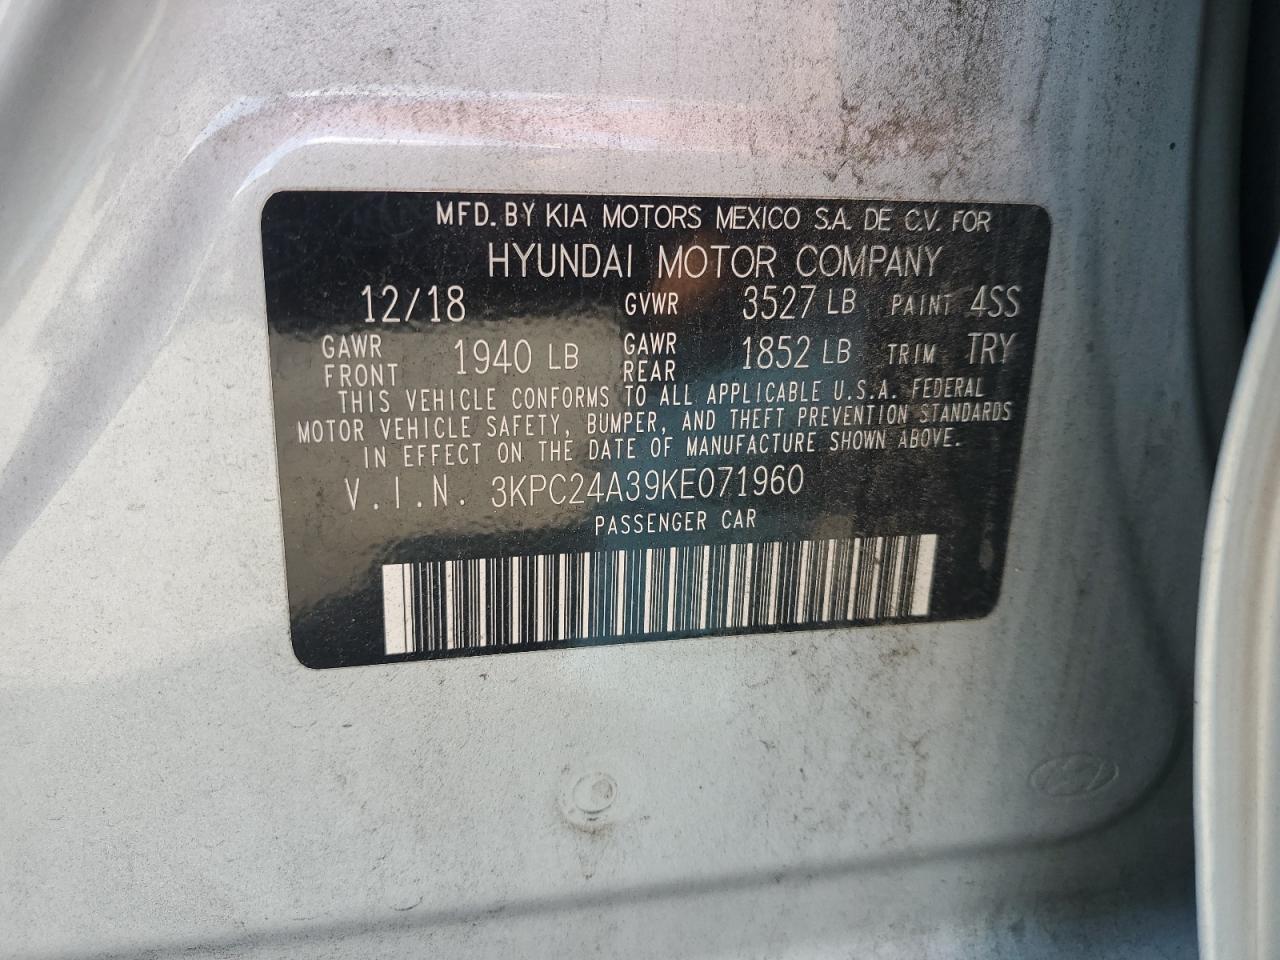 MFD. BY KIA MOTORS MEXICO S.A. DE C.V. FOR
HYUNDAI MOTOR COMPANY
12/18 GVWR 3527 LB PAINT 4SS
GAWR FRONT 1940 LB GAWR REAR 1852 LB TRIM TRY
THIS VEHICLE CONFORMS TO ALL APPLICABLE U.S.A. FEDERAL
MOTOR VEHICLE SAFETY, BUMPER, AND THEFT PREVENTION STANDARDS
IN EFFECT ON THE DATE OF MANUFACTURE SHOWN ABOVE.
V.I.N. 3KPC24A39KE071960
PASSENGER CAR